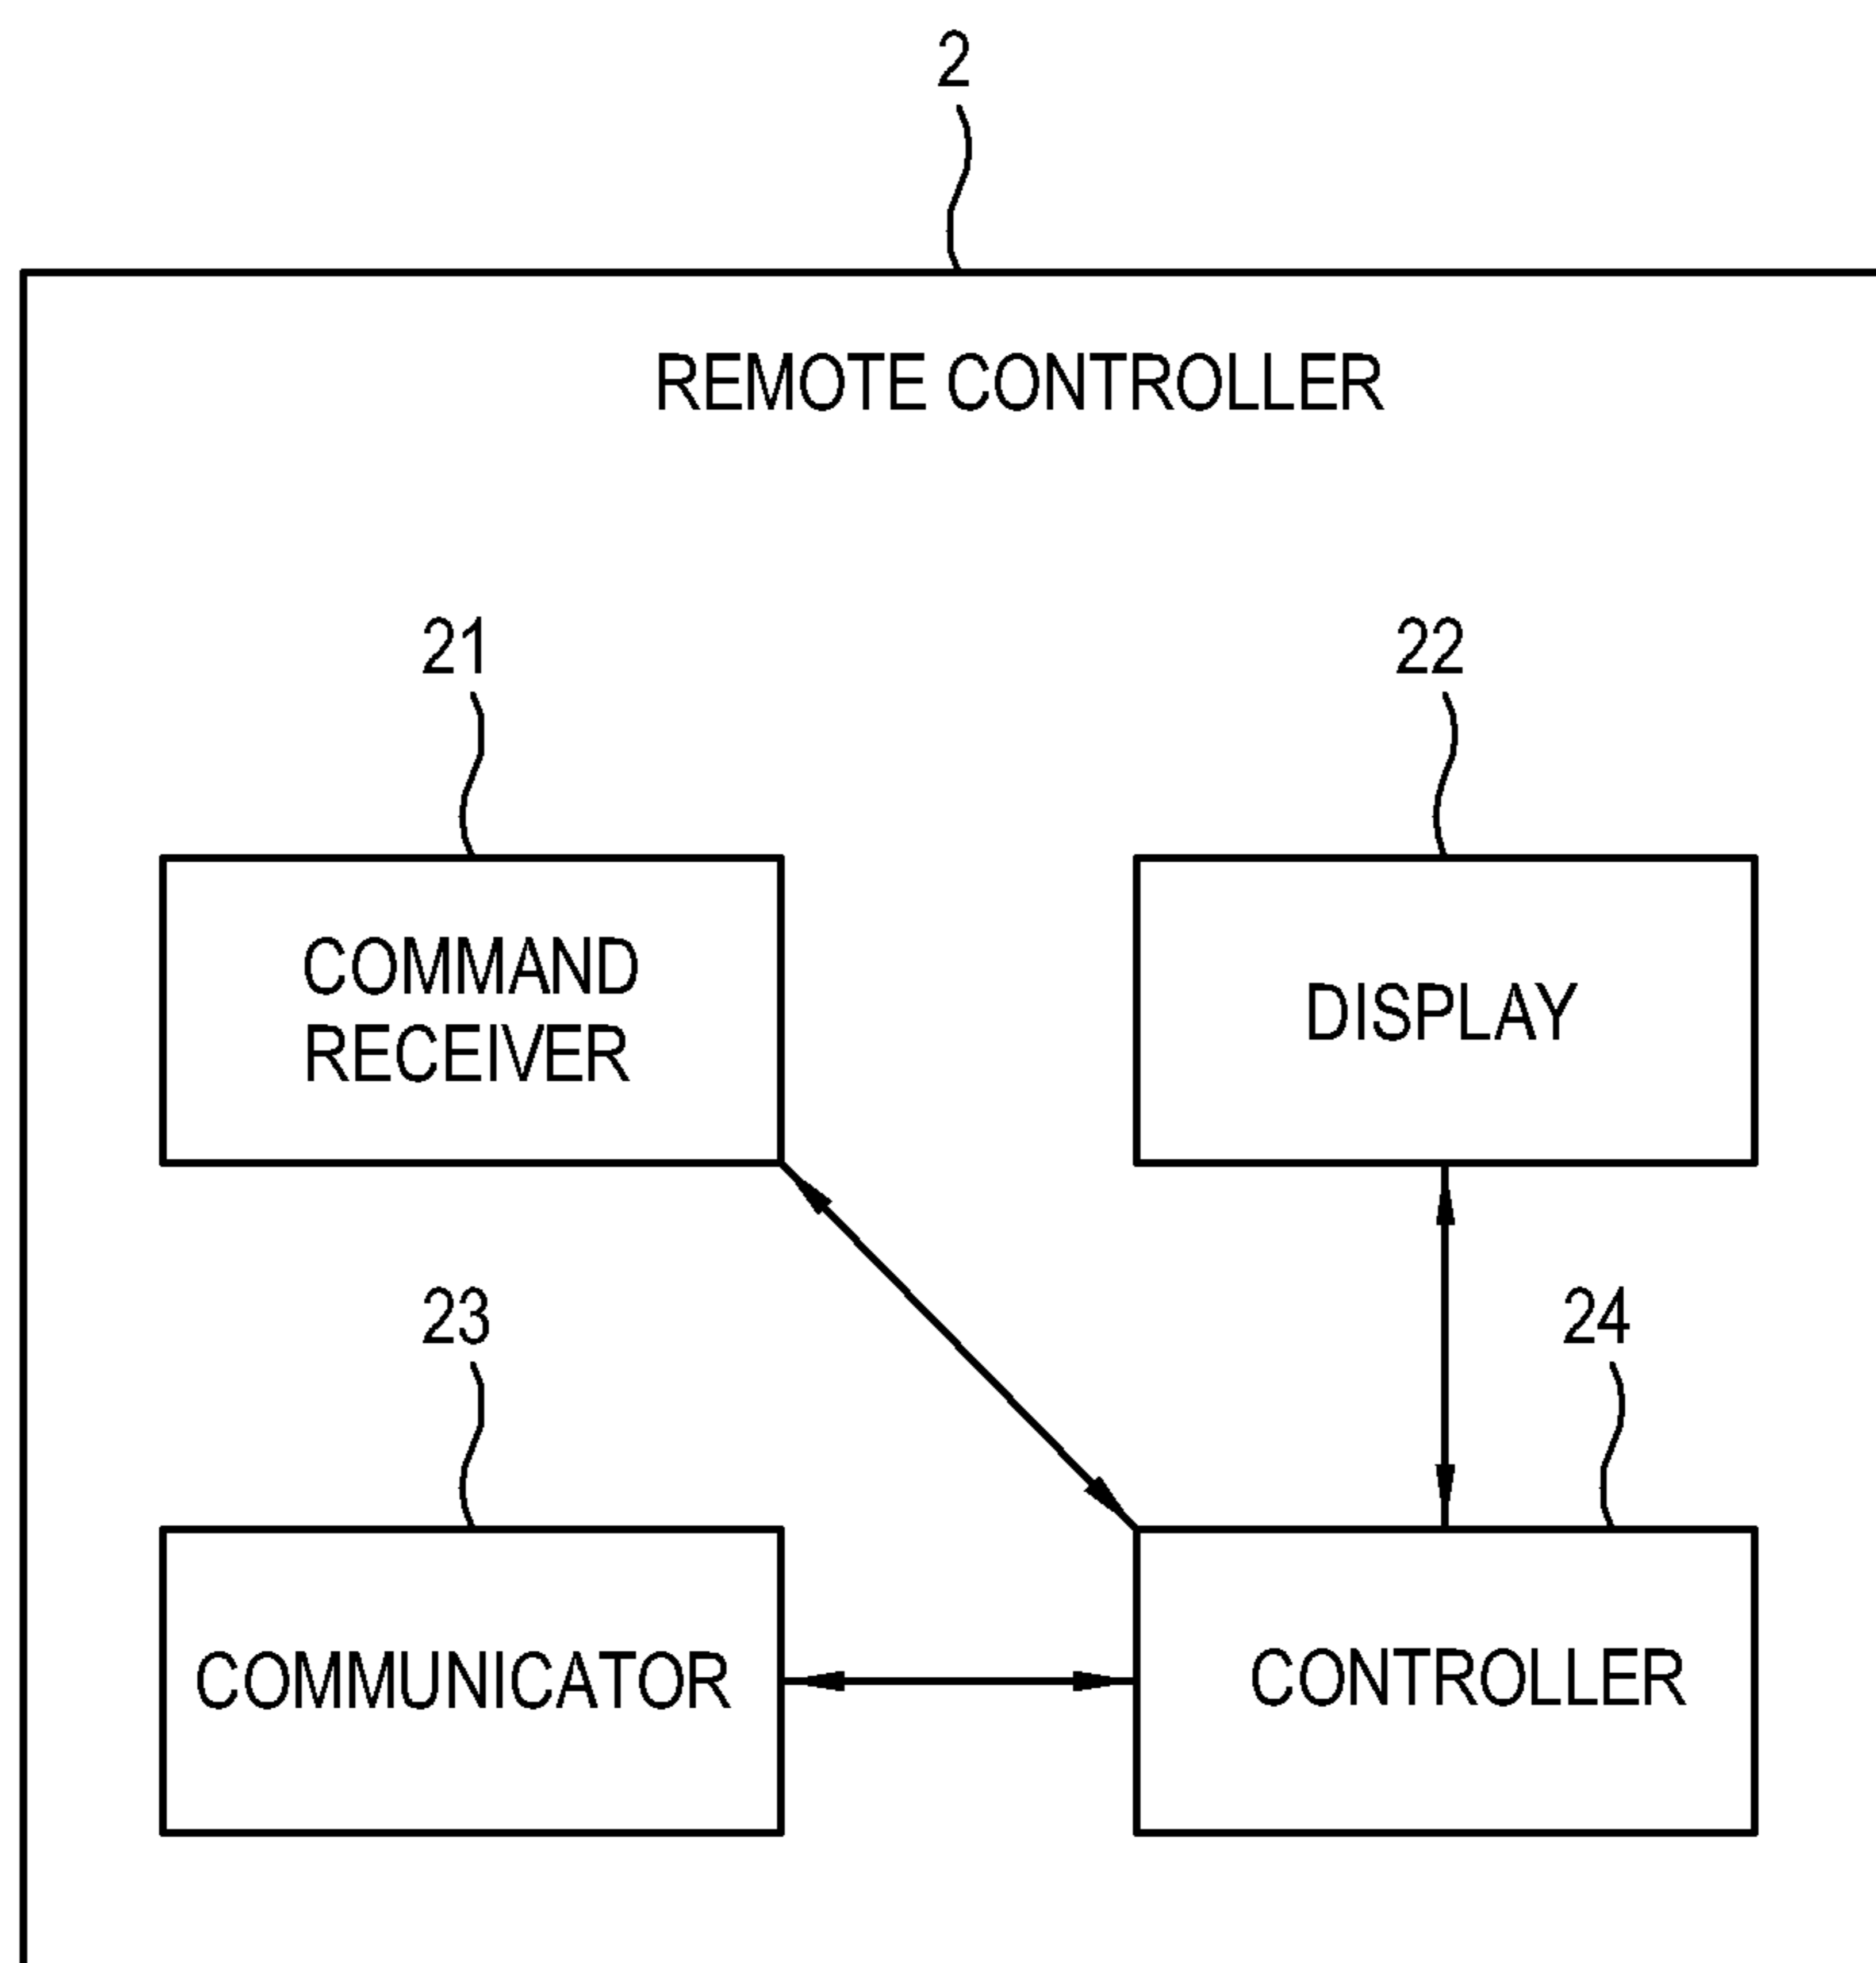 2
REMOTE CONTROLLER
21
22
COMMAND
RECEIVER
DISPLAY
23
24
COMMUNICATOR
CONTROLLER